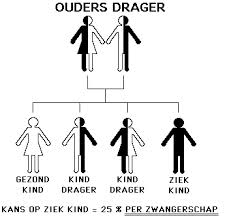 OUDERS DRAGER
GEZOND KIND KIND ZIEK
KIND DRAGER DRAGER KIND
KANS OP ZIEK KIND = 25 % PER ZWANGERSCHAP